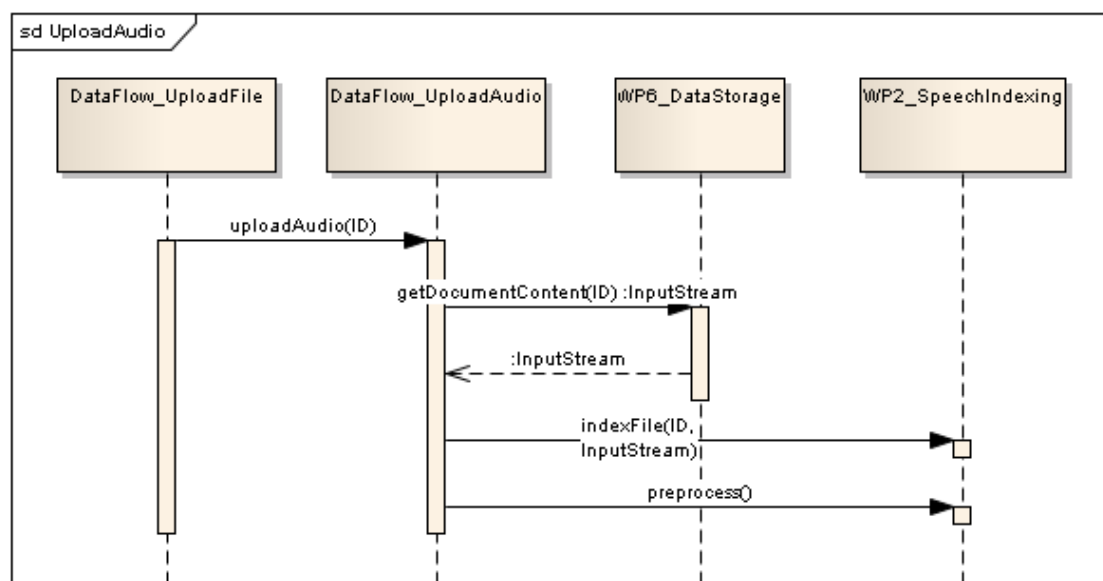 sd UploadAudio
DataFlow_UploadFile
DataFlow_UploadAudio
WP6_DataStorage
WP2_SpeechIndexing
uploadAudio(ID)
getDocumentContent(ID) :InputStream
:InputStream
indexFile(ID,
InputStream)
preprocess()